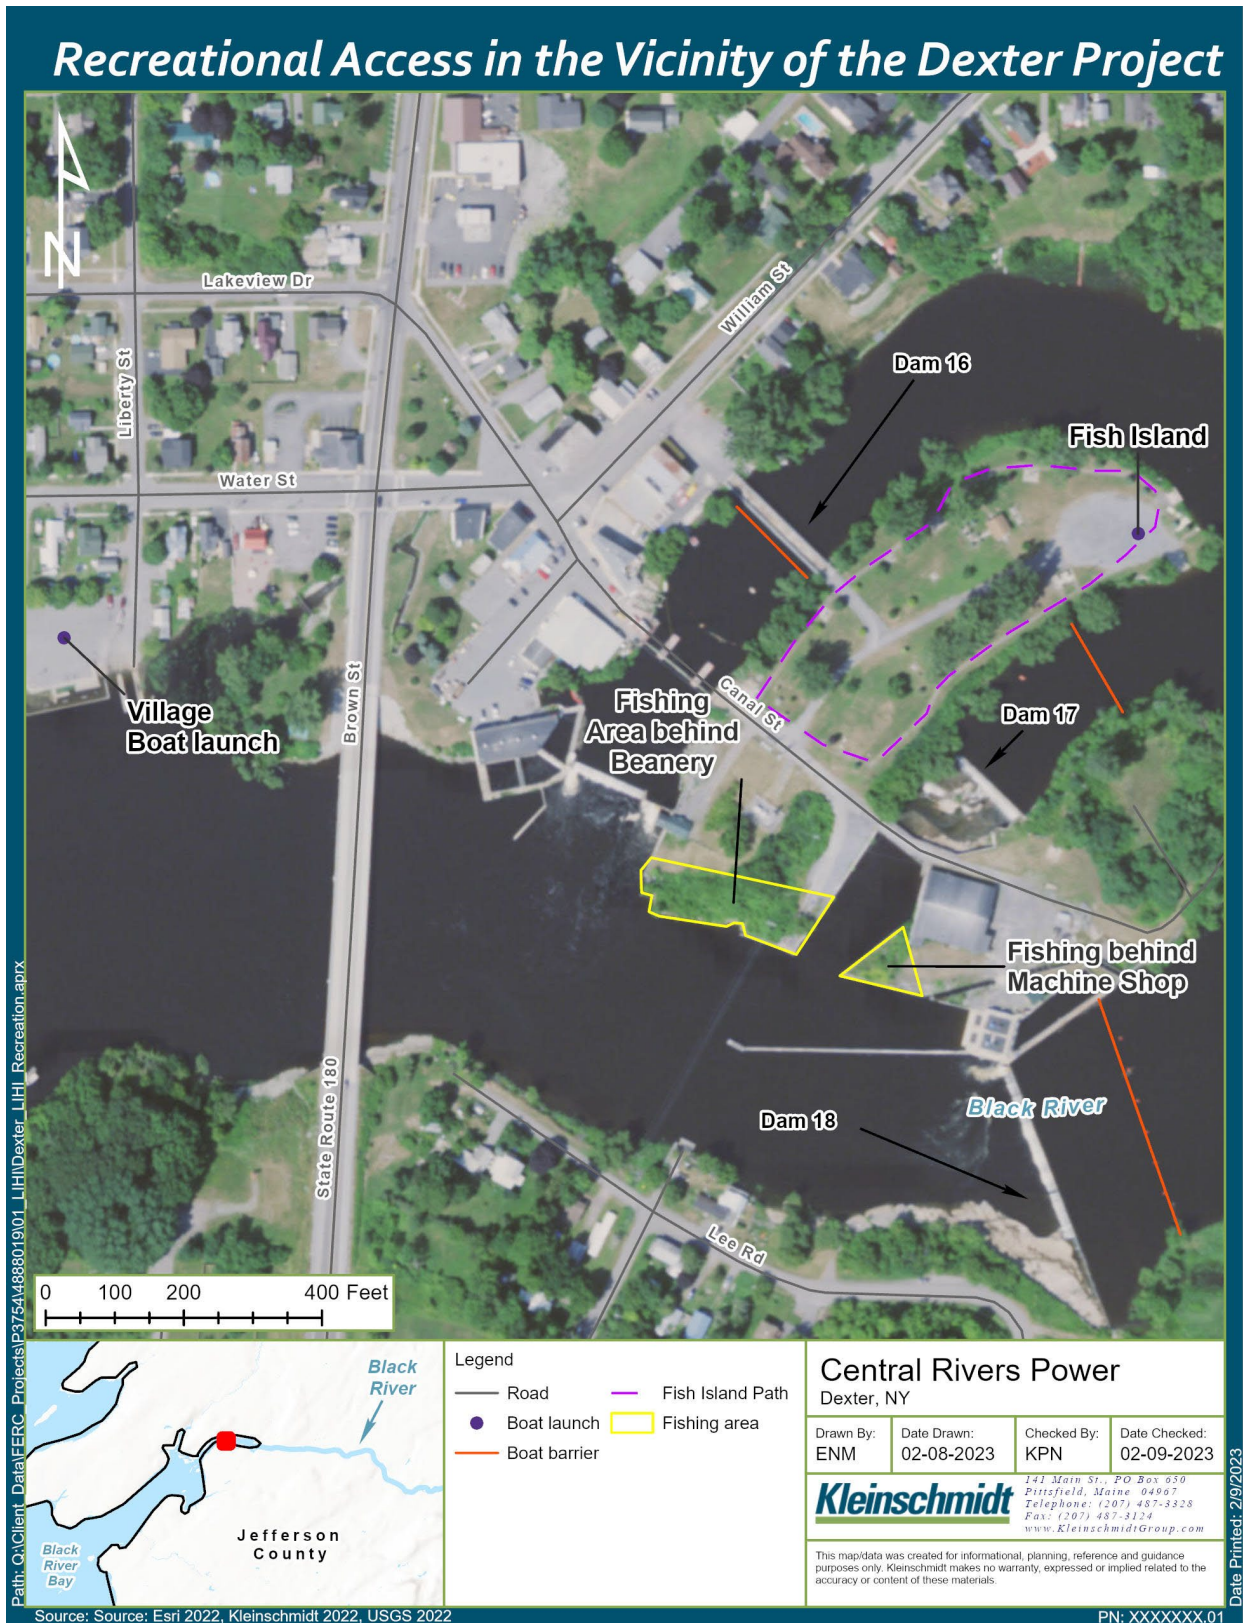 Recreational Access in the Vicinity of the Dexter Project
N
Lakeview Dr
William St
Liberty St
Dam 16
Fish Island
Water St
Brown St
Village
Boat launch
Fishing
Area behind
Beanery
Canal St
Dam 17
Fishing behind
Machine Shop
State Route 180
Black River
Dam 18
Lee Rd
0 100 200 400 Feet
Black
River
Jefferson
County
Black
River
Bay
Legend
Road
Boat launch
Boat barrier
Fish Island Path
Fishing area
Central Rivers Power
Dexter, NY
Drawn By:
ENM
Date Drawn:
02-08-2023
Checked By:
KPN
Date Checked:
02-09-2023
Kleinschmidt
141 Main St., PO Box 650
Pittsfield, Maine 04967
Telephone: (207) 487-3328
Fax: (207) 487-3124
www.KleinschmidtGroup.com
This map/data was created for informational, planning, reference and guidance
purposes only. Kleinschmidt makes no warranty, expressed or implied related to the
accuracy or content of these materials.
Path: Q:\Client_Data\FERC_Projects\P3754\4888019\01_LIHI\Dexter_LIHI_Recreation.aprx
Date Printed: 2/9/2023
Source: Source: Esri 2022, Kleinschmidt 2022, USGS 2022
PN: XXXXXXX.01